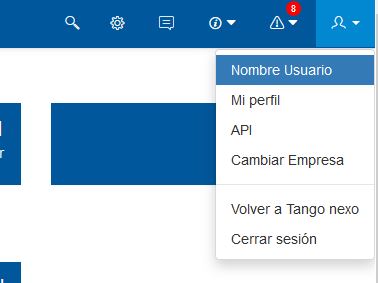 8
Nombre Usuario
Mi perfil
API
Cambiar Empresa
Volver a Tango nexo
Cerrar sesión